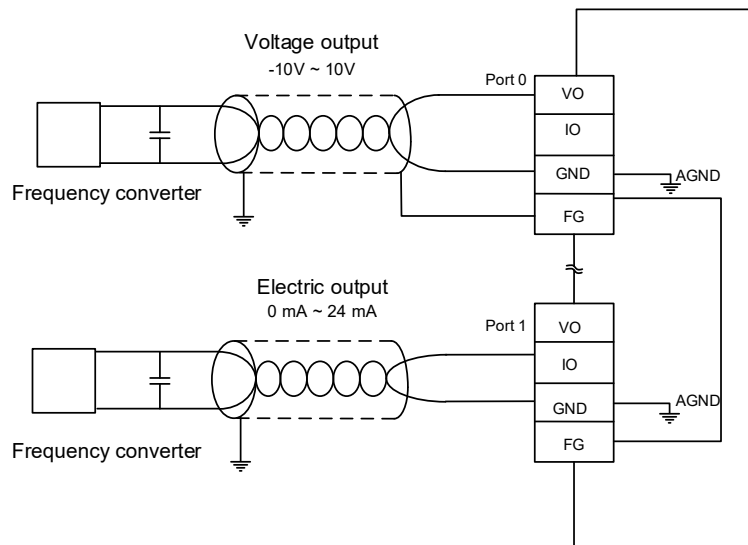 Voltage output
-10V ~ 10V
Port 0
VO
IO
GND
AGND
FG
Frequency converter
Electric output
0 mA ~ 24 mA
Port 1
VO
IO
GND
AGND
FG
Frequency converter